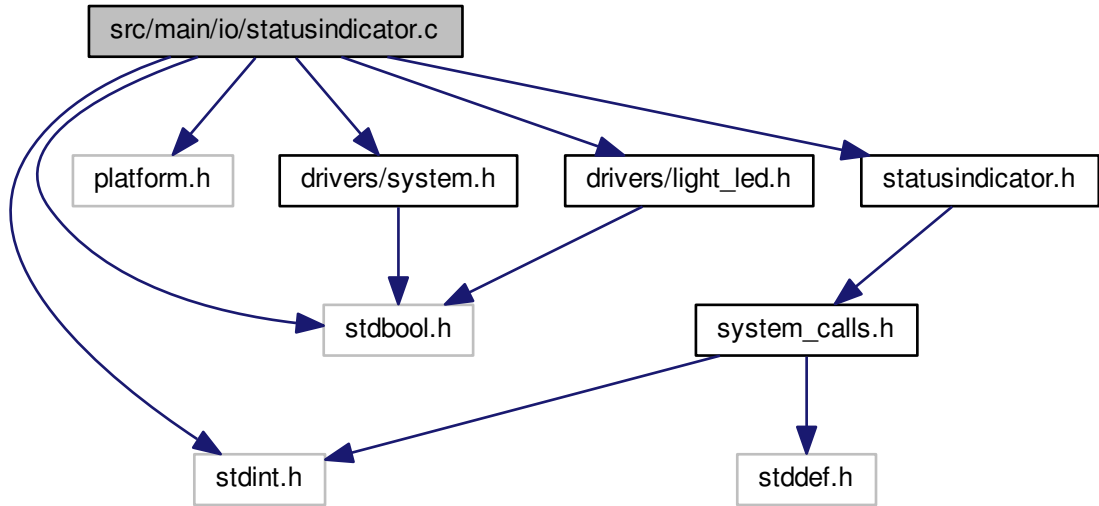 src/main/io/statusindicator.c
platform.h
drivers/system.h
drivers/light_led.h
statusindicator.h
stdbool.h
system_calls.h
stdint.h
stddef.h